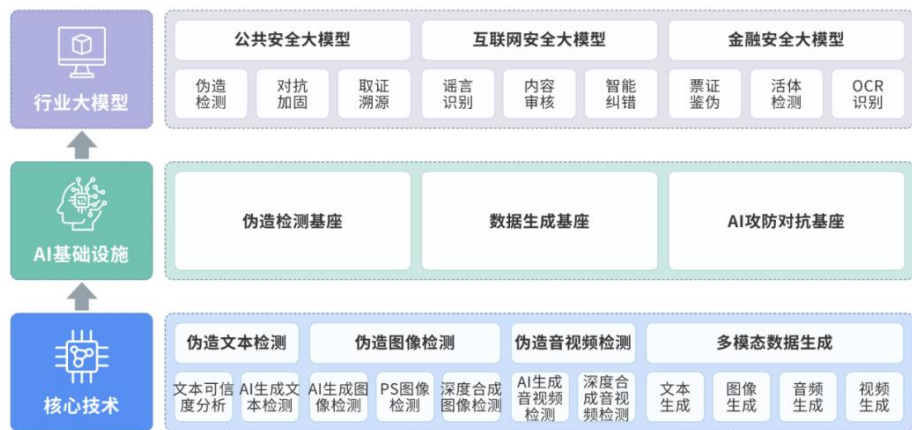 公共安全大模型
互联网安全大模型
金融安全大模型
行业大模型
伪造
检测
对抗
加固
取证
溯源
谣言
识别
内容
审核
智能
纠错
票证
鉴伪
活体
检测
OCR
识别
AI基础设施
伪造检测基座
数据生成基座
AI攻防对抗基座
核心技术
伪造文本检测
伪造图像检测
伪造音视频检测
多模态数据生成
文本可信
度分析
AI生成文
本检测
AI生成图
像检测
PS图像
检测
深度合成
图像检测
AI生成
音视频
检测
深度合
成音视
频检测
文本
生成
图像
生成
音频
生成
视频
生成